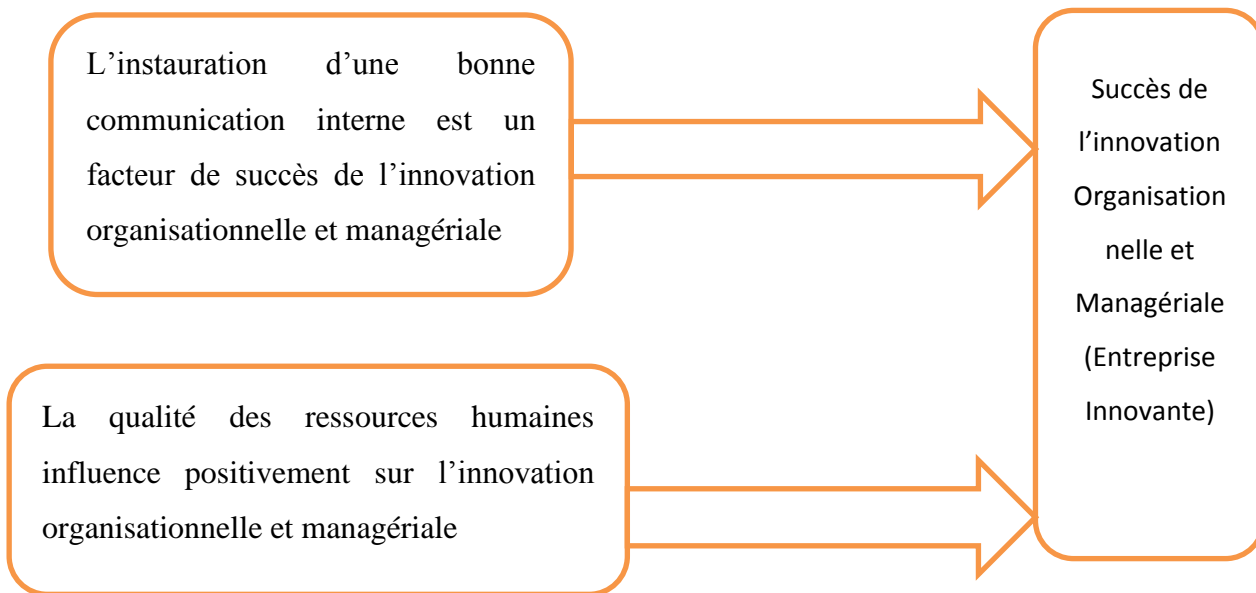 L’instauration d’une bonne
communication interne est un
facteur de succès de l’innovation
organisationnelle et managériale
La qualité des ressources humaines
influence positivement sur l’innovation
organisationnelle et managériale
Succès de
l’innovation
Organisation
nelle et
Managériale
(Entreprise
Innovante)